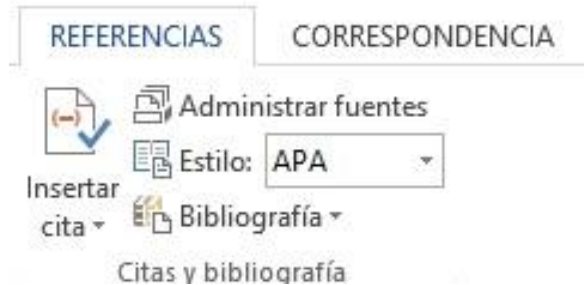 REFERENCIAS CORRESPONDENCIA
Administrar fuentes
Estilo: APA
Insertar
cita
Bibliografía
Citas y bibliografía